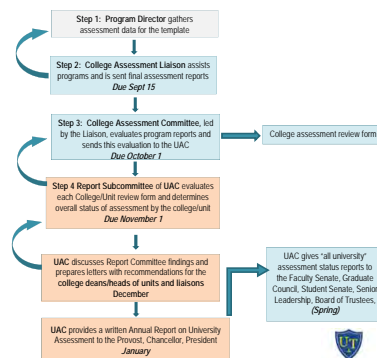 Step 1: Program Director gathers
assessment data for the template
Step 2: College Assessment Liaison assists
programs and is sent final assessment reports
Due Sept 15
Step 3: College Assessment Committee, led
by the Liaison, evaluates program reports and
sends this evaluation to the UAC
Due October 1
College assessment review form
Step 4 Report Subcommittee of UAC evaluates
each College/Unit review form and determines
overall status of assessment by the college/unit
Due November 1
UAC discusses Report Committee findings and
prepares letters with recommendations for the
college deans/heads of units and liaisons
December
UAC gives "all university"
assessment status reports to
the Faculty Senate, Graduate
Council, Student Senate, Senior
Leadership, Board of Trustees,
(Spring)
UAC provides a written Annual Report on University
Assessment to the Provost, Chancellor, President
January
UT